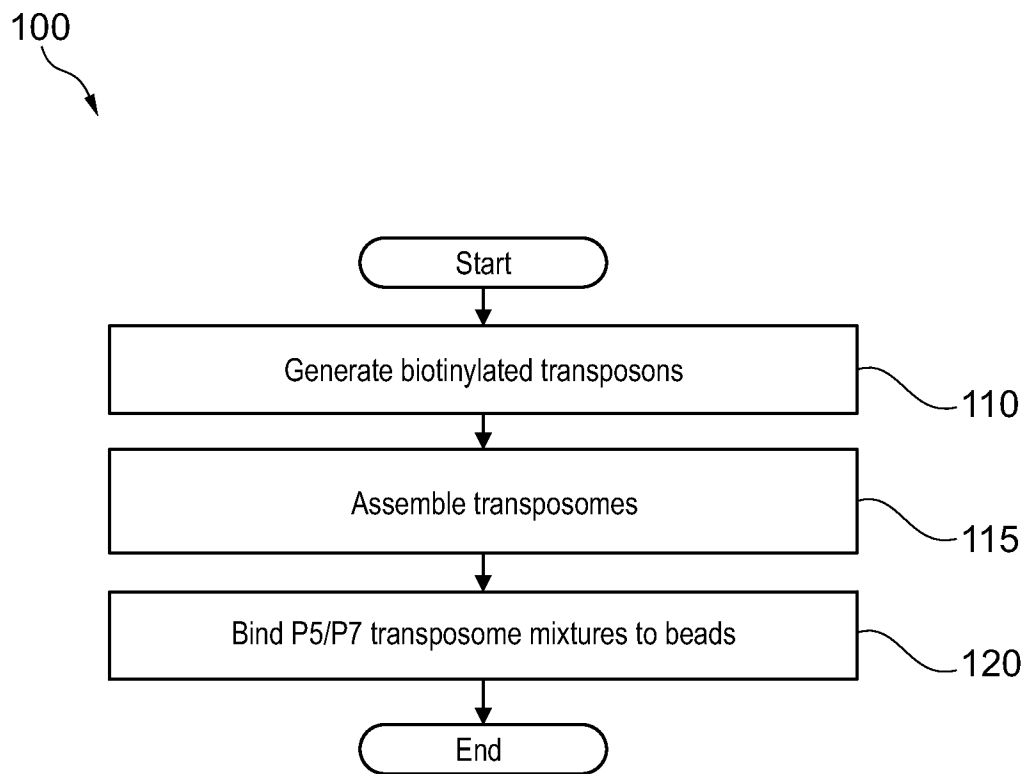 100
Start
Generate biotinylated transposons
110
Assemble transposomes
115
Bind P5/P7 transposome mixtures to beads
120
End